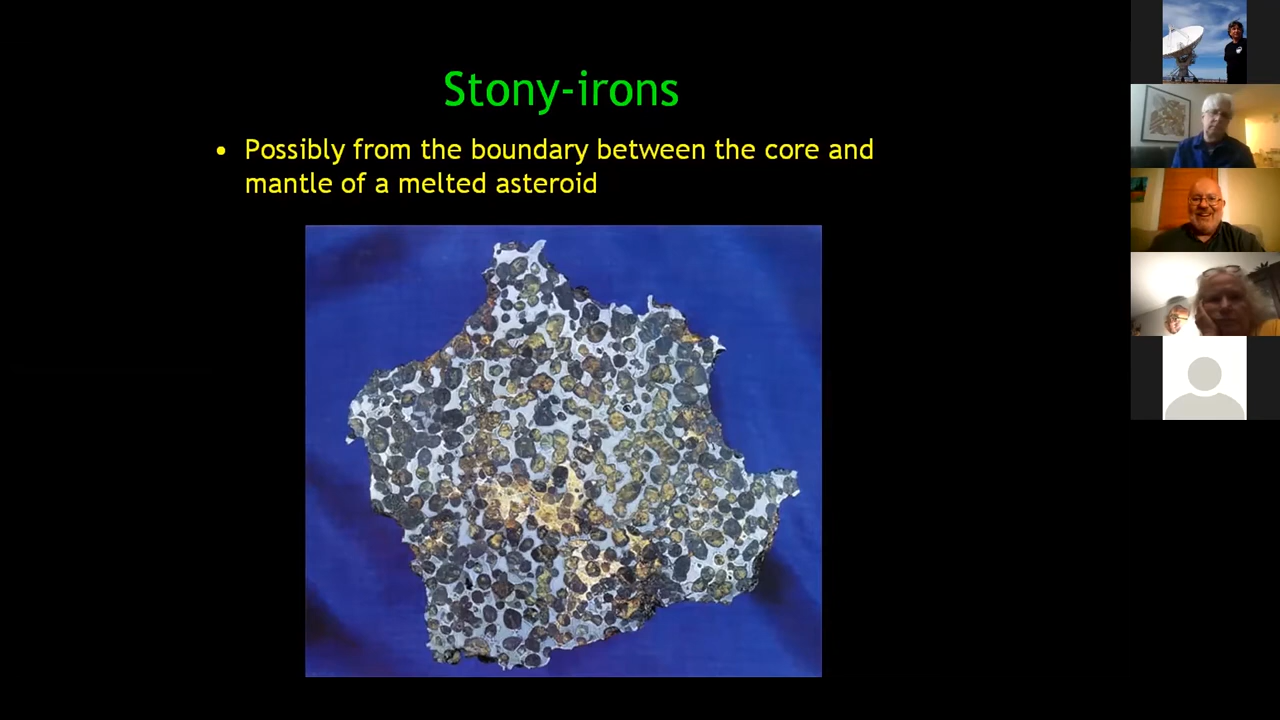 Stony-irons
• Possibly from the boundary between the core and
mantle of a melted asteroid